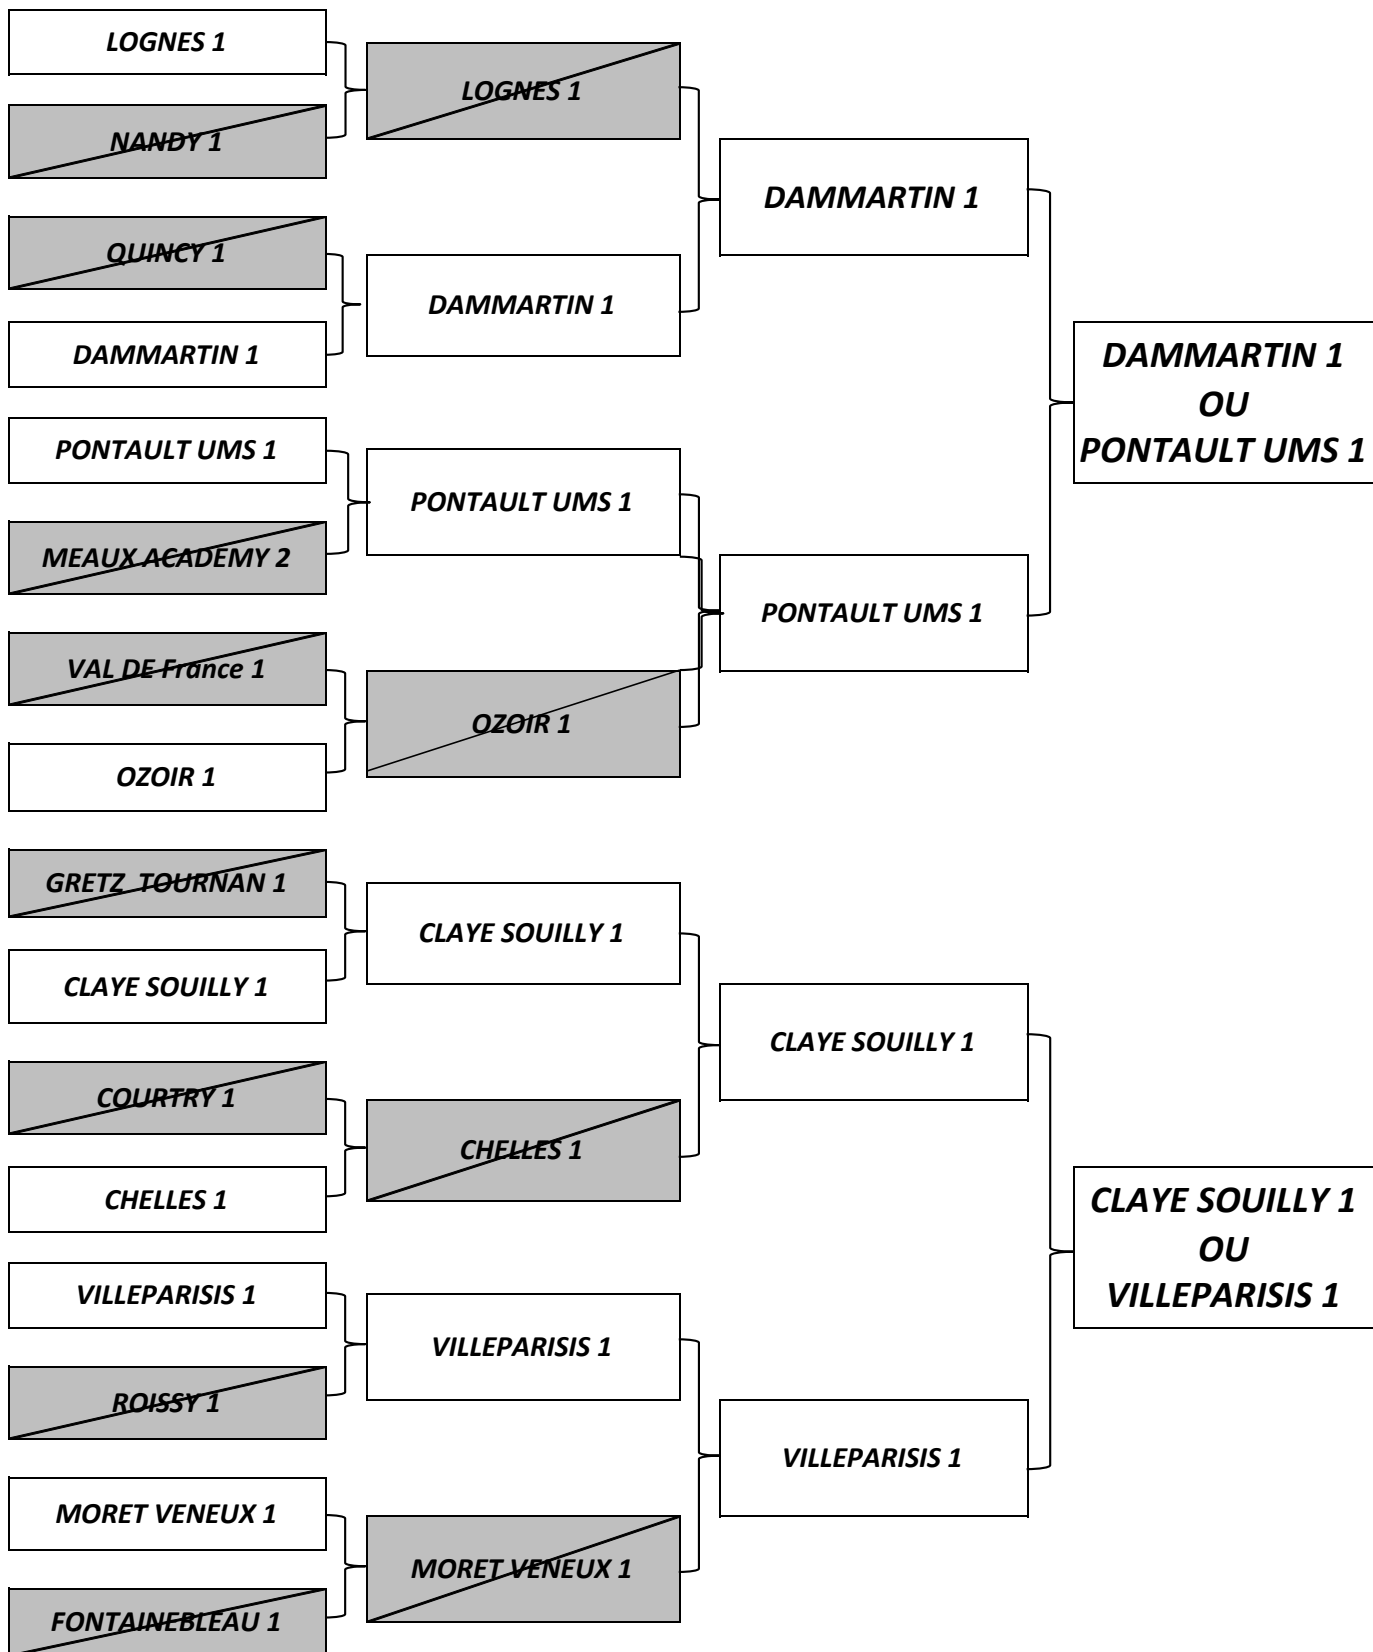 LOGNES 1
NANDY 1
QUINCY 1
DAMMARTIN 1
PONTAULT UMS 1
MEAUX ACADEMY 2
VAL DE France 1
OZOIR 1
GRETZ TOURNAN 1
CLAYE SOUILLY 1
COURTRY 1
CHELLES 1
VILLEPARISIS 1
ROISSY 1
MORET VENEUX 1
FONTAINEBLEAU 1
LOGNES 1
DAMMARTIN 1
PONTAULT UMS 1
OZOIR 1
CLAYE SOUILLY 1
CHELLES 1
VILLEPARISIS 1
MORET VENEUX 1
DAMMARTIN 1
PONTAULT UMS 1
CLAYE SOUILLY 1
VILLEPARISIS 1
DAMMARTIN 1
OU
PONTAULT UMS 1
CLAYE SOUILLY 1
OU
VILLEPARISIS 1